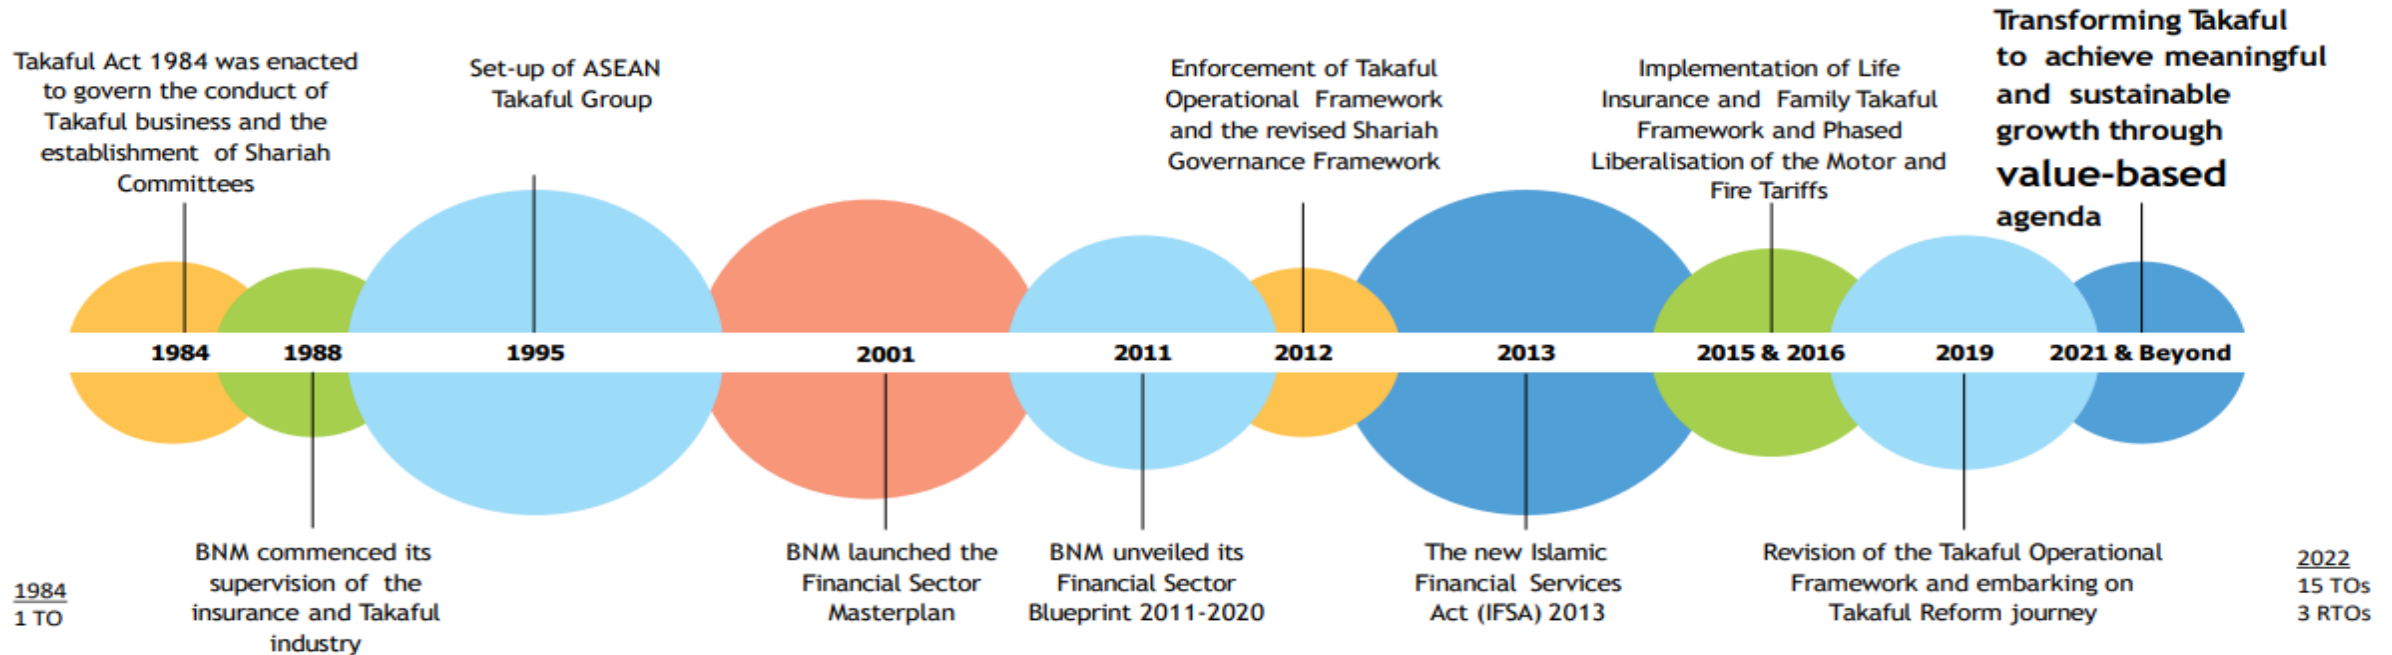 Takaful Act 1984 was enacted
to govern the conduct of
Takaful business and the
establishment of Shariah
Committees
Set-up of ASEAN
Takaful Group
Enforcement of Takaful
Operational Framework
and the revised Shariah
Governance Framework
Implementation of Life
Insurance and Family Takaful
Framework and Phased
Liberalisation of the Motor and
Fire Tariffs
Transforming Takaful
to achieve meaningful
and sustainable
growth through
value-based
agenda
1984
1988
1995
2001
2011
2012
2013
2015 & 2016
2019
2021 & Beyond
1984
1 TO
BNM commenced its
supervision of the
insurance and Takaful
industry
BNM launched the
Financial Sector
Masterplan
BNM unveiled its
Financial Sector
Blueprint 2011-2020
The new Islamic
Financial Services
Act (IFSA) 2013
Revision of the Takaful Operational
Framework and embarking on
Takaful Reform journey
2022
15 TOs
3 RTOs